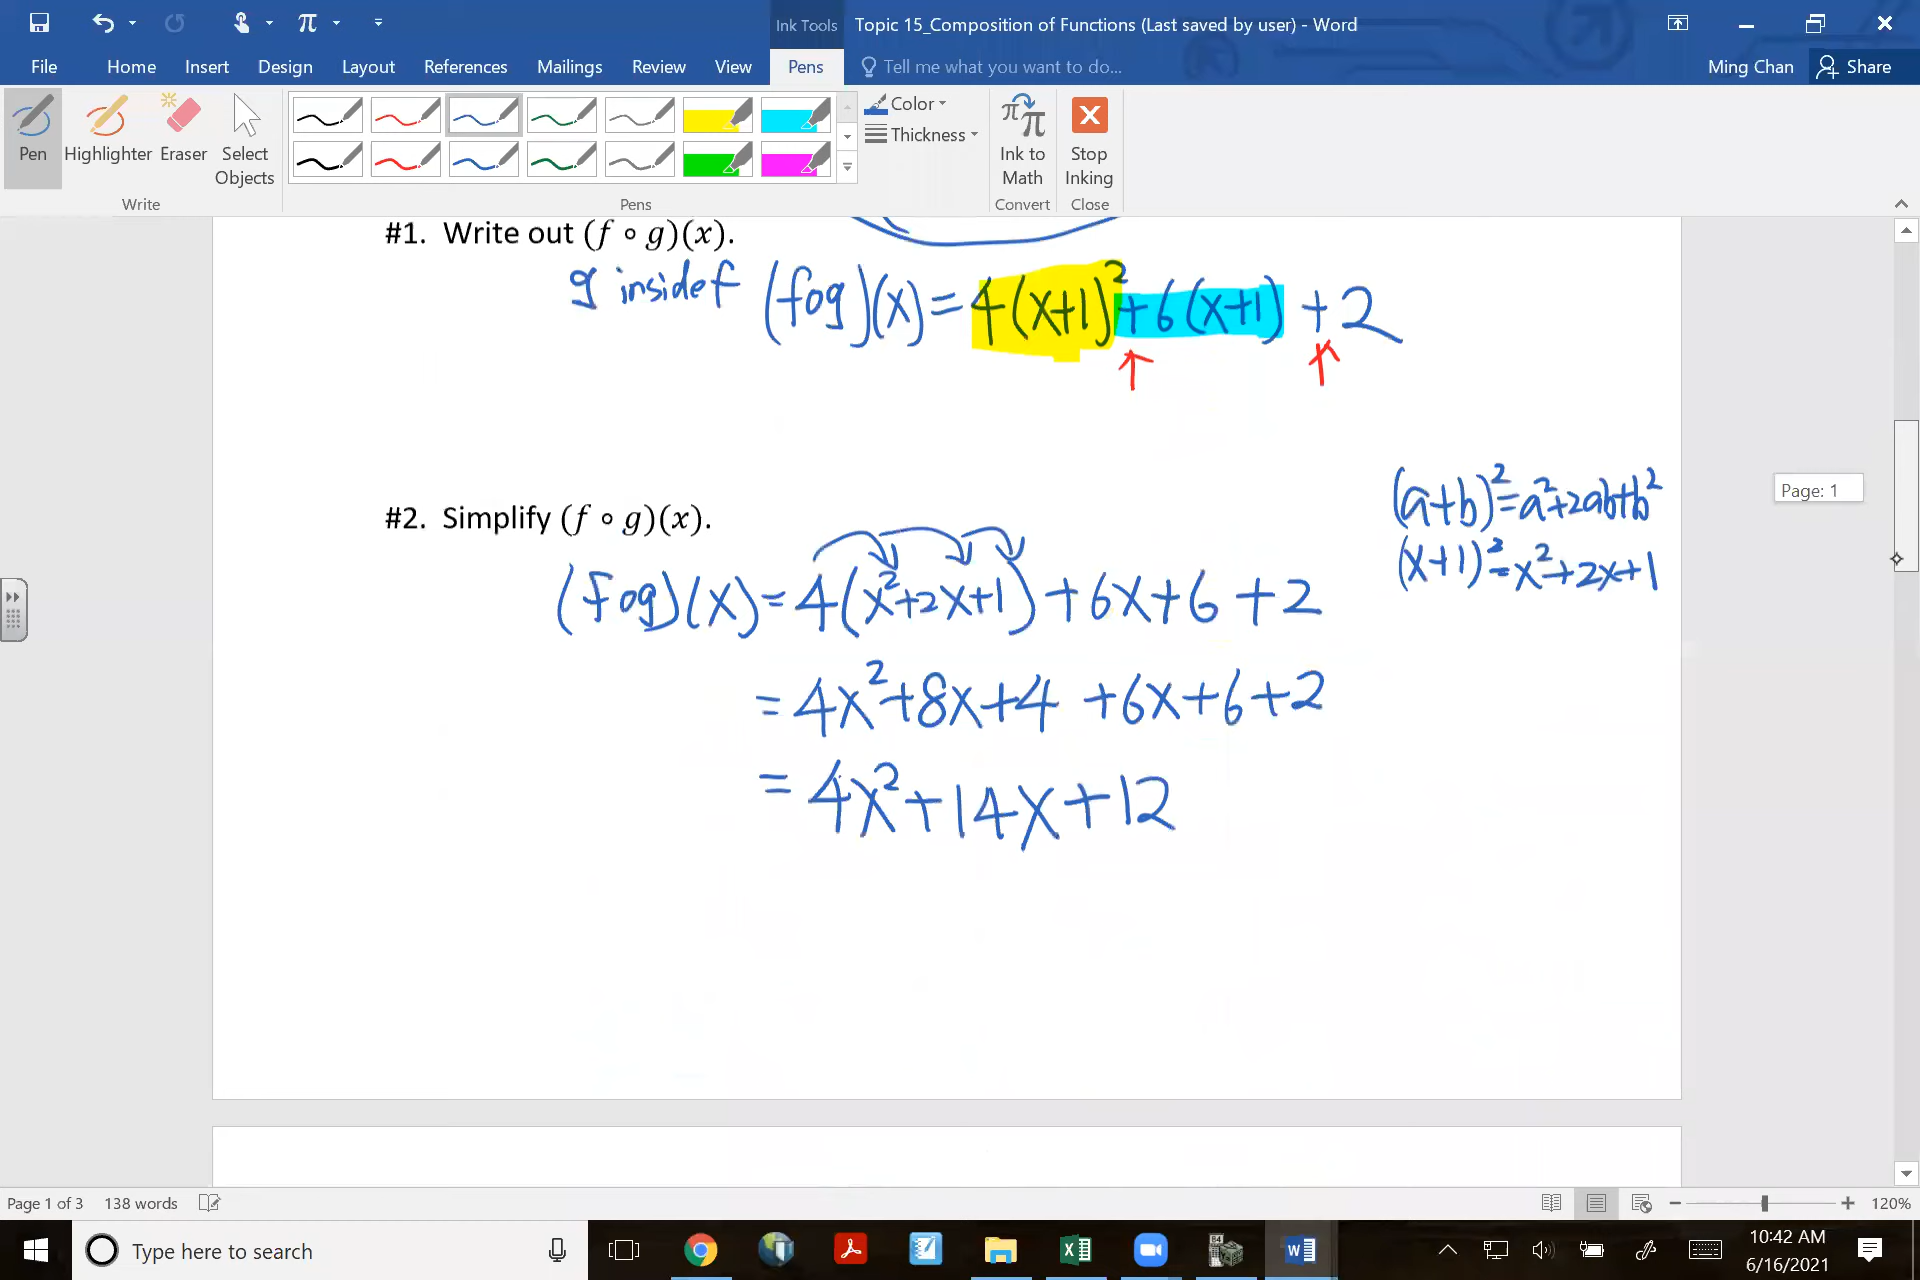 Ink Tools
Topic 15_Composition of Functions (Last saved by user) - Word
File Home Insert Design Layout References Mailings Review View Pens Tell me what you want to do... Ming Chan Share
Pen Highlighter Eraser Select Objects
Color
Thickness
Ink to Math
Stop Inking
Write Pens Convert Close
#1. Write out (f ∘ g)(x).
g inside f (fog)(x) = 4(x+1)²+6(x+1) +2
(a+b)²=a²+2ab+b²
(x+1)²=x²+2x+1
Page: 1
#2. Simplify (f ∘ g)(x).
(fog)(x) = 4(x²+2x+1) +6x+6 +2
= 4x²+8x+4 +6x+6+2
= 4x²+14x+12
Page 1 of 3 138 words 120%
Type here to search
10:42 AM
6/16/2021